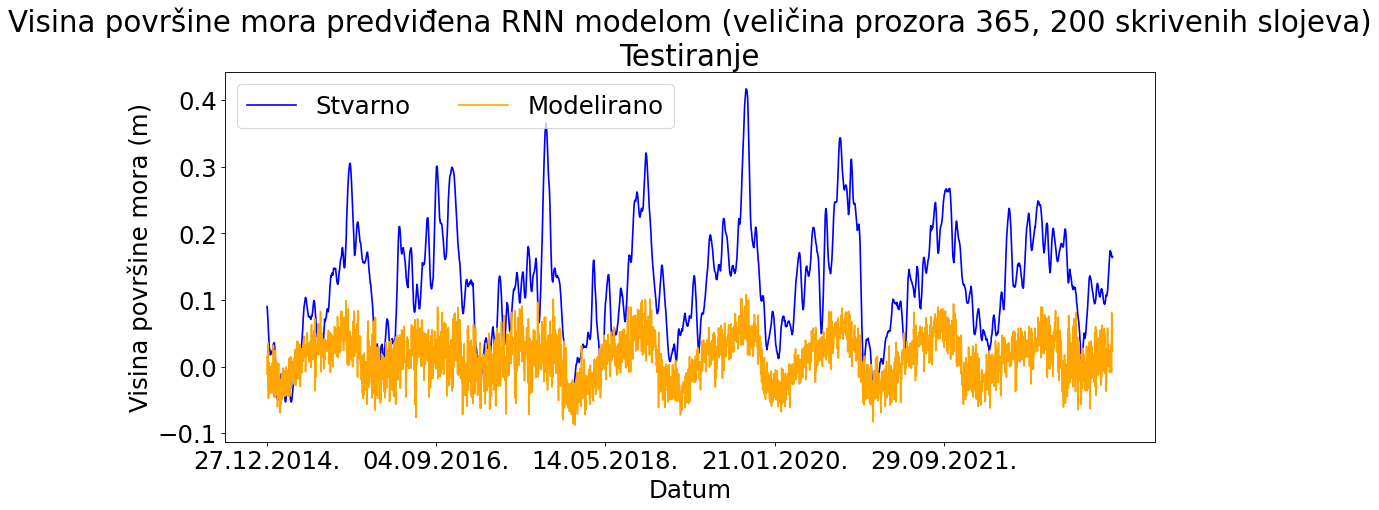 Visina površine mora predviđena RNN modelom (veličina prozora 365, 200 skrivenih slojeva)
Testiranje
Stvarno Modelirano
Visina površine mora (m)
0.4
0.3
0.2
0.1
0.0
−0.1
27.12.2014. 04.09.2016. 14.05.2018. 21.01.2020. 29.09.2021.
Datum